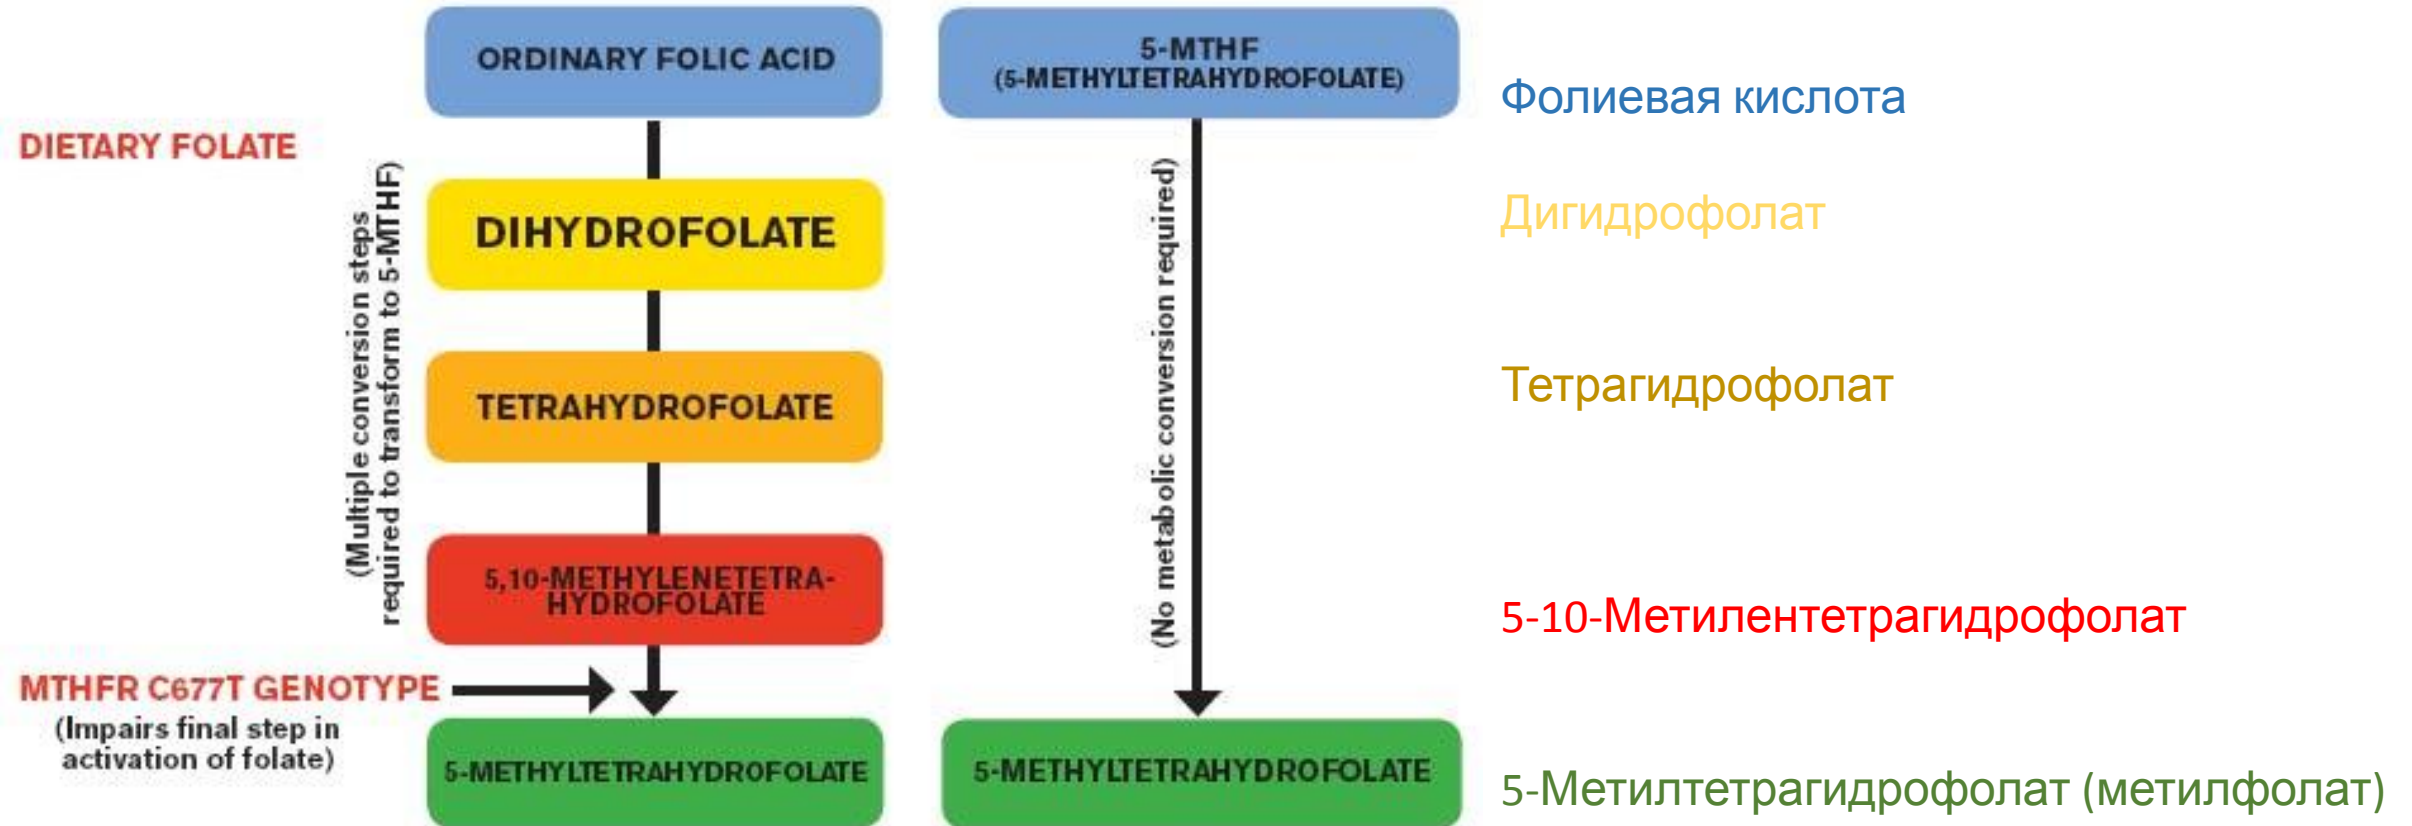 ORDINARY FOLIC ACID
5-MTHF
(5-METHYLTETRAHYDROFOLATE)
Фолиевая кислота
DIETARY FOLATE
(Multiple conversion steps
required to transform to 5-MTHF)
DIHYDROFOLATE
(No metabolic conversion required)
Дигидрофолат
TETRAHYDROFOLATE
Тетрагидрофолат
5,10-METHYLENETETRA-
HYDROFOLATE
5-10-Метилентетрагидрофолат
MTHFR C677T GENOTYPE
(Impairs final step in
activation of folate)
5-METHYLTETRAHYDROFOLATE
5-METHYLTETRAHYDROFOLATE
5-Метилтетрагидрофолат (метилфолат)